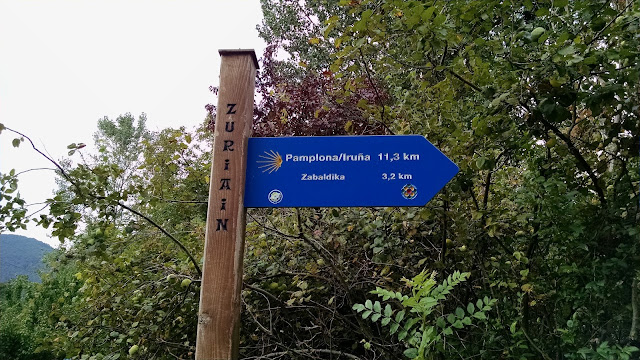 ZURIAIN
Pamplona/Iruña 11,3 km
Zabaldika 3,2 km